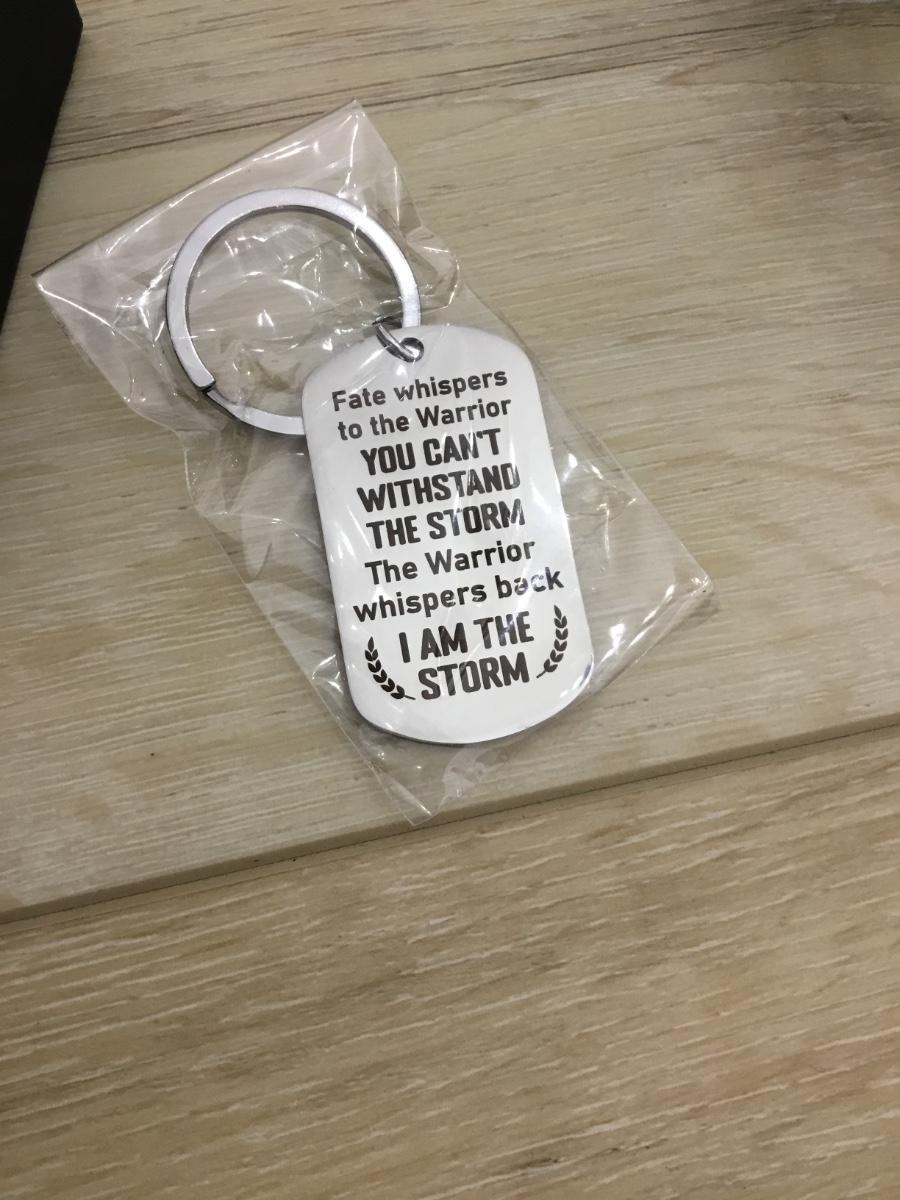 Fate whispers
to the Warrior
YOU CAN'T
WITHSTAND
THE STORM
The Warrior
whispers back
I AM THE
STORM